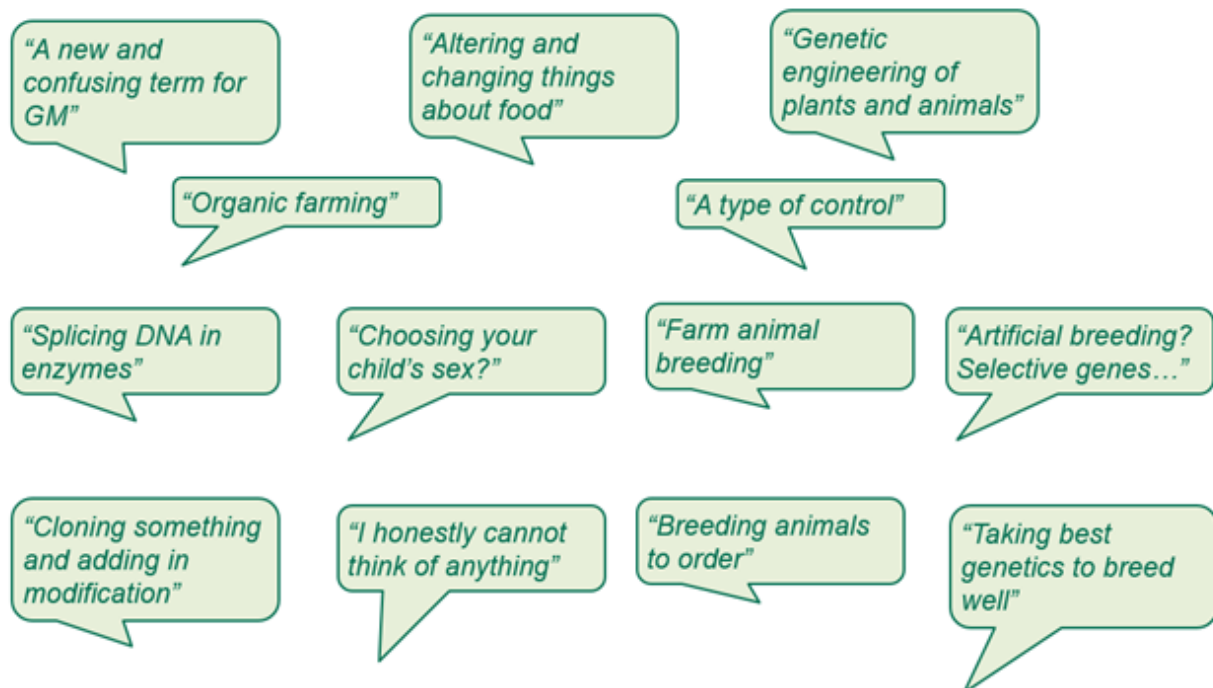 “A new and
confusing term for
GM”
“Altering and
changing things
about food”
“Genetic
engineering of
plants and animals”
“Organic farming”
“A type of control”
“Splicing DNA in
enzymes”
“Choosing your
child’s sex?”
“Farm animal
breeding”
“Artificial breeding?
Selective genes…”
“Cloning something
and adding in
modification”
“I honestly cannot
think of anything”
“Breeding animals
to order”
“Taking best
genetics to breed
well”